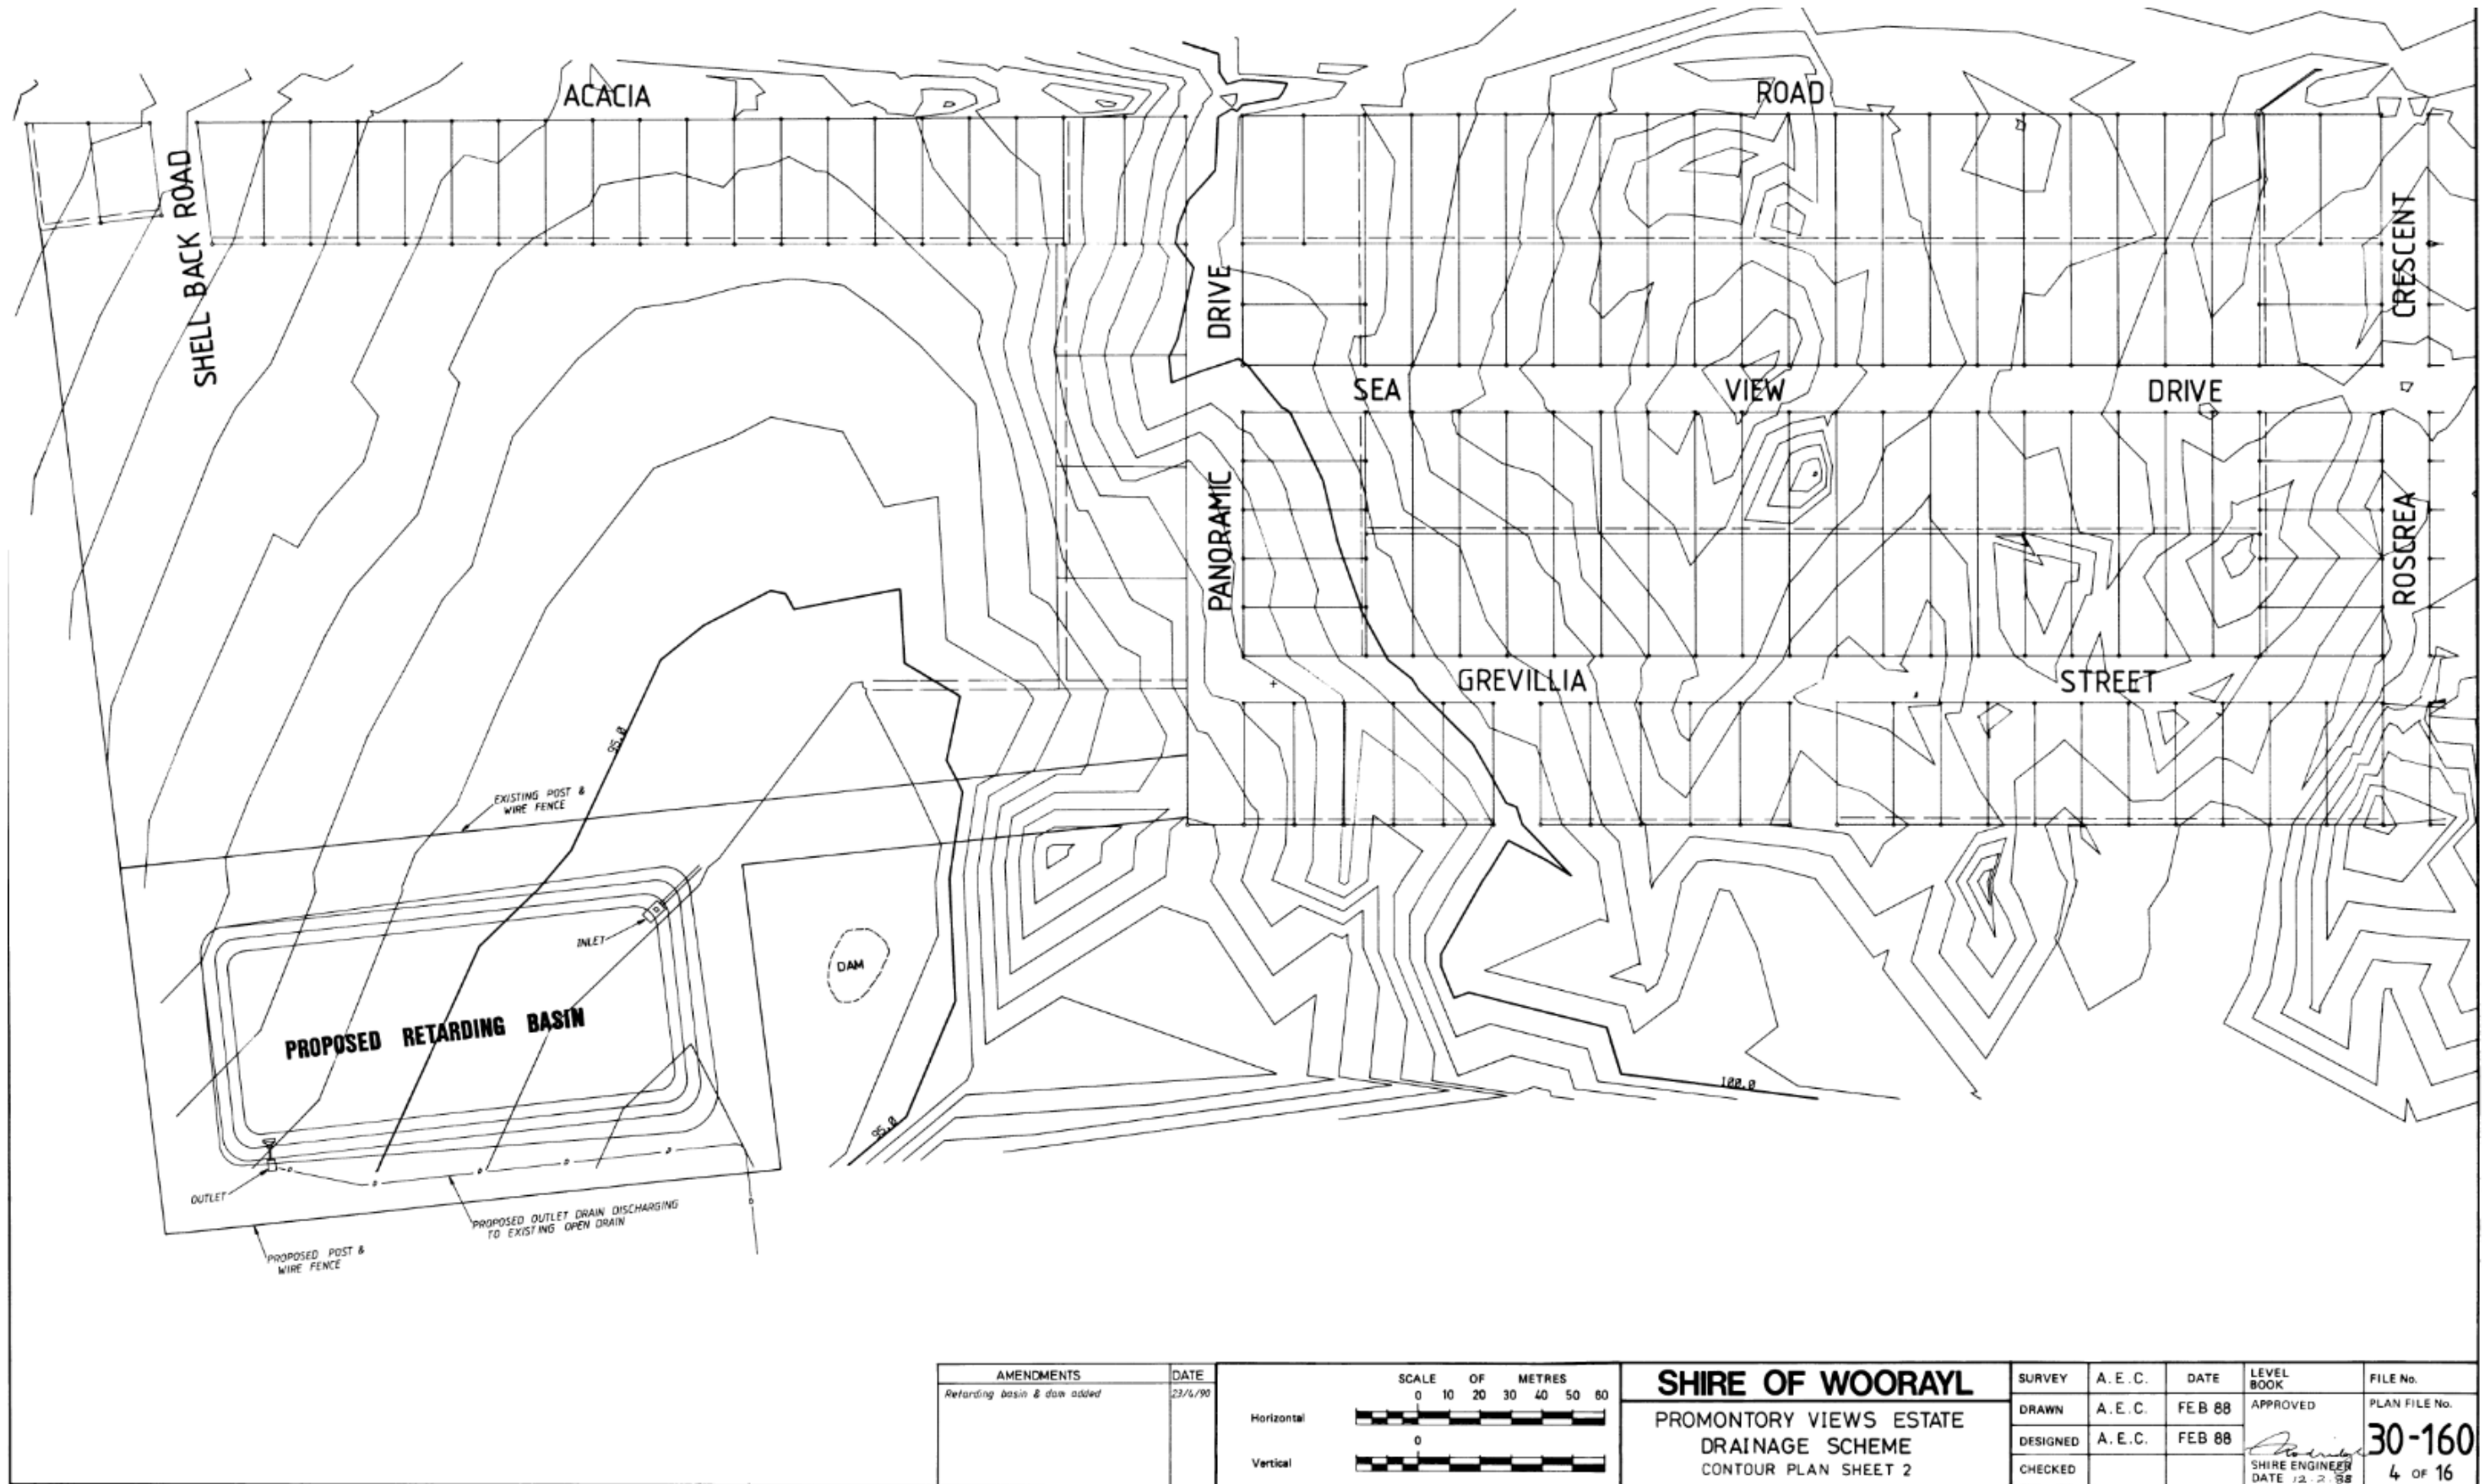 ACACIA
ROAD
SHELL BACK ROAD
DRIVE
CRESCENT
SEA
VIEW
DRIVE
PANORAMIC
ROSCREA
GREVILLIA
STREET
95.0
EXISTING POST &
WIRE FENCE
INLET
DAM
PROPOSED RETARDING BASIN
100.0
95.0
OUTLET
PROPOSED OUTLET DRAIN DISCHARGING
TO EXISTING OPEN DRAIN
PROPOSED POST &
WIRE FENCE
AMENDMENTS
DATE
Retarding basin & dam added
23/4/90
SCALE OF METRES
0 10 20 30 40 50 60
Horizontal
0
Vertical
SHIRE OF WOORAYL
PROMONTORY VIEWS ESTATE
DRAINAGE SCHEME
CONTOUR PLAN SHEET 2
SURVEY A.E.C. DATE
DRAWN A.E.C. FEB 88
DESIGNED A.E.C. FEB 88
CHECKED
LEVEL
BOOK
APPROVED
SHIRE ENGINEER
DATE 12.2.88
FILE No.
PLAN FILE No.
30-160
4 OF 16